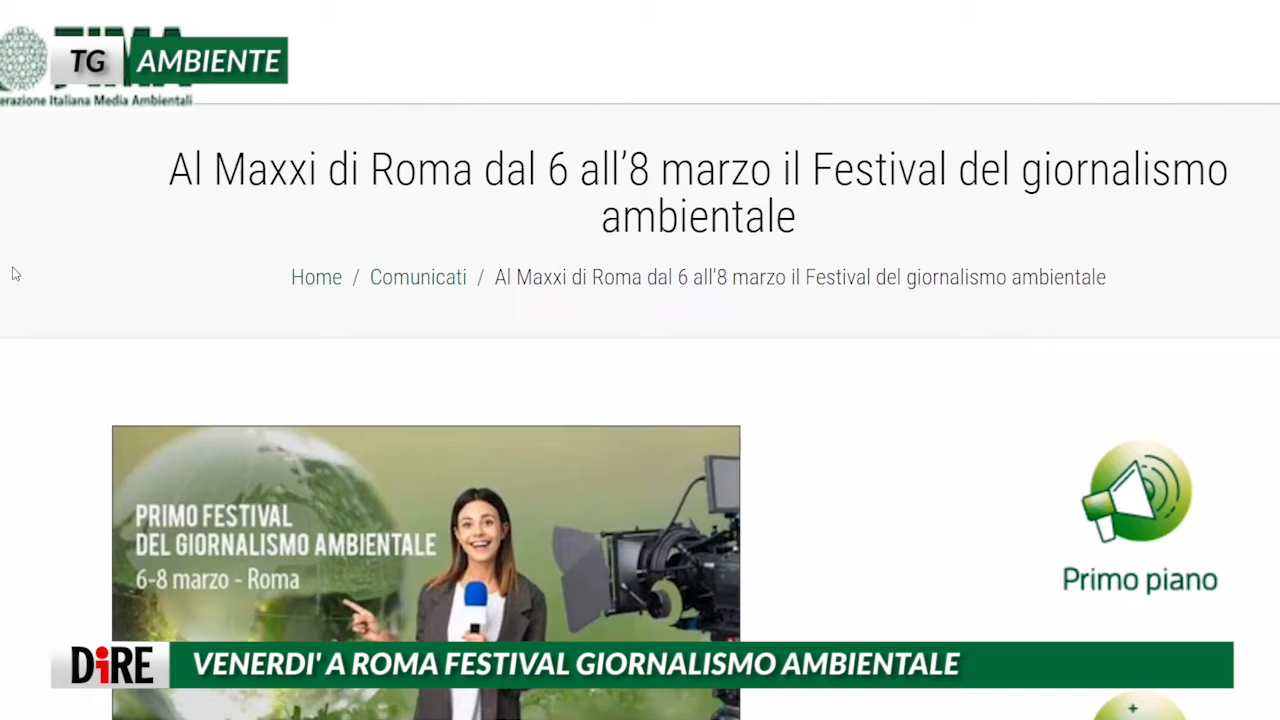 TG AMBIENTE
erazione Italiana Media Ambientali
Al Maxxi di Roma dal 6 all'8 marzo il Festival del giornalismo
ambientale
Home / Comunicati / Al Maxxi di Roma dal 6 all'8 marzo il Festival del giornalismo ambientale
PRIMO FESTIVAL
DEL GIORNALISMO AMBIENTALE
6-8 marzo - Roma
Primo piano
DiRE VENERDI' A ROMA FESTIVAL GIORNALISMO AMBIENTALE